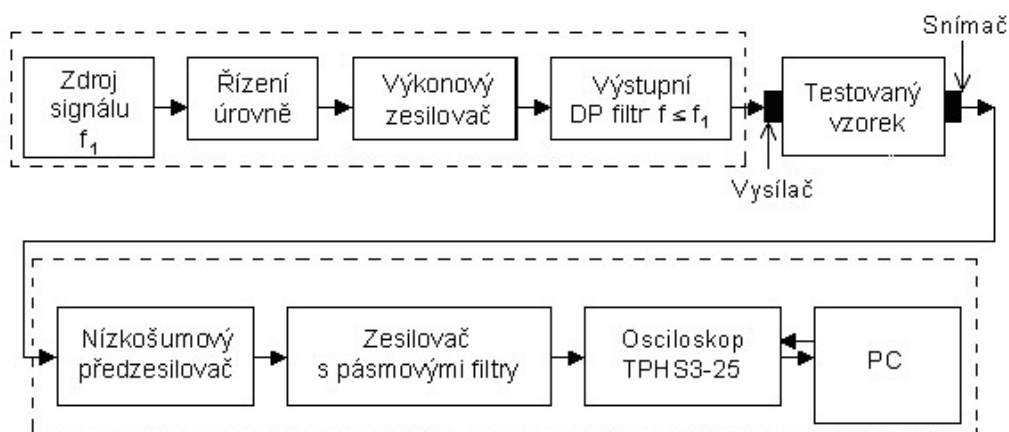 Snímač
Zdroj
signálu
f₁
Řízení
úrovně
Výkonový
zesilovač
Výstupní
DP filtr f ≤ f₁
Testovaný
vzorek
Vysílač
Nízkošumový
předzesilovač
Zesilovač
s pásmovými filtry
Osciloskop
TPHS3-25
PC